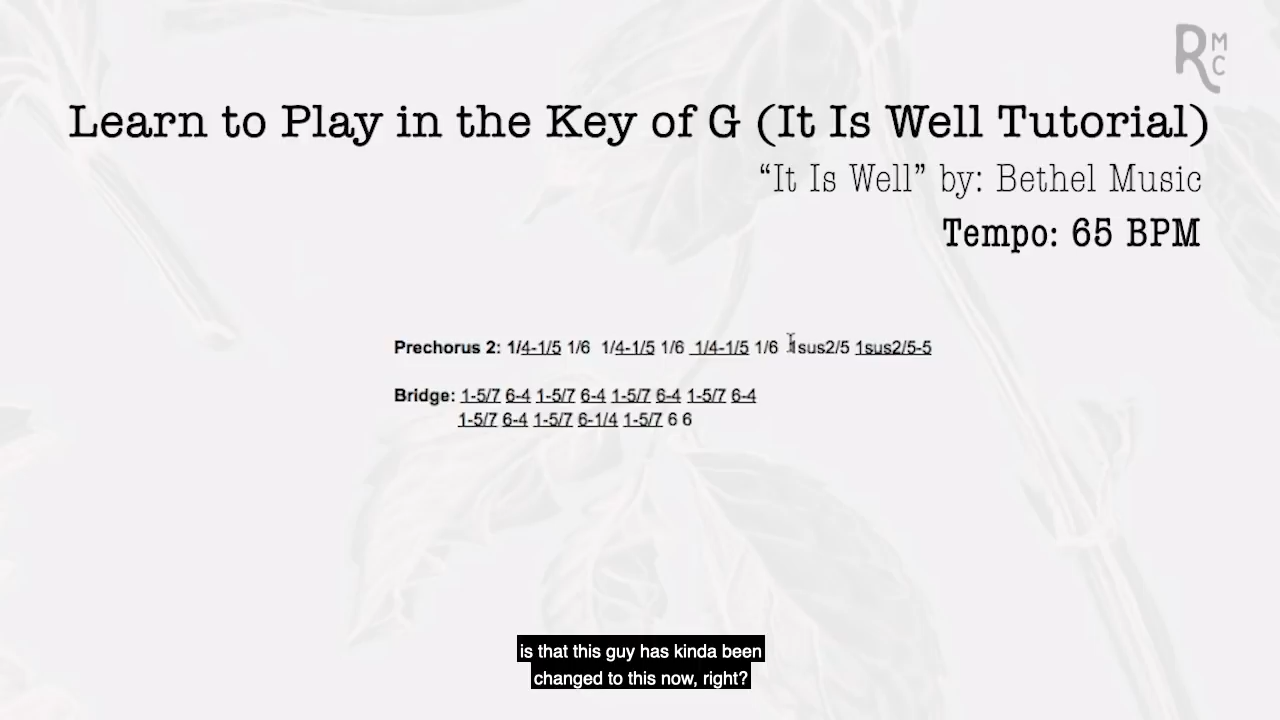 R M C
Learn to Play in the Key of G (It Is Well Tutorial)
“It Is Well” by: Bethel Music
Tempo: 65 BPM
Prechorus 2: 1/4-1/5 1/6 1/4-1/5 1/6 1/4-1/5 1/6 1sus2/5 1sus2/5-5
Bridge: 1-5/7 6-4 1-5/7 6-4 1-5/7 6-4 1-5/7 6-4
1-5/7 6-4 1-5/7 6-1/4 1-5/7 6 6
is that this guy has kinda been
changed to this now, right?